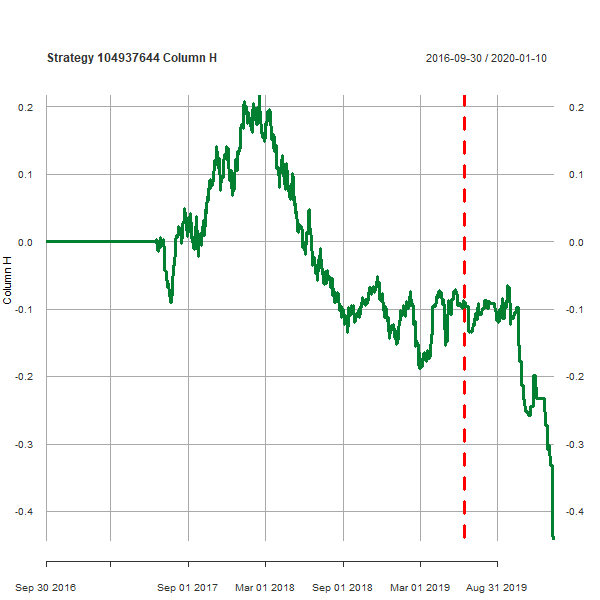 Strategy 104937644 Column H
2016-09-30 / 2020-01-10
0.2
0.2
0.1
0.1
0.0
0.0
Column H
-0.1
-0.1
-0.2
-0.2
-0.3
-0.3
-0.4
-0.4
Sep 30 2016
Sep 01 2017
Mar 01 2018
Sep 01 2018
Mar 01 2019
Aug 31 2019